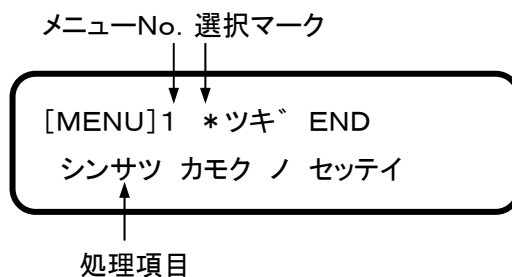 メニューNo. 選択マーク
[MENU]1 *ツギ END
シンサツ カモク ノ セッテイ
処理項目